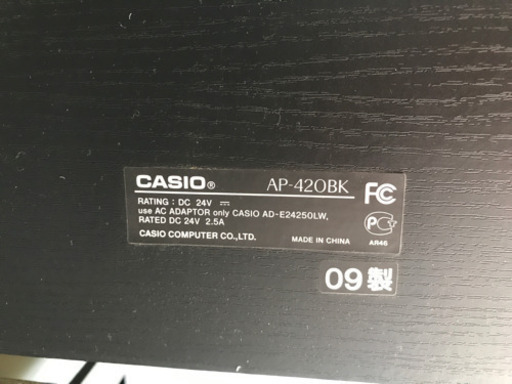 CASIO® AP-420BK FC
RATING : DC 24V ⎓
use AC ADAPTOR only CASIO AD-E24250LW,
RATED DC 24V 2.5A
CASIO COMPUTER CO.,LTD. MADE IN CHINA AR46
09製